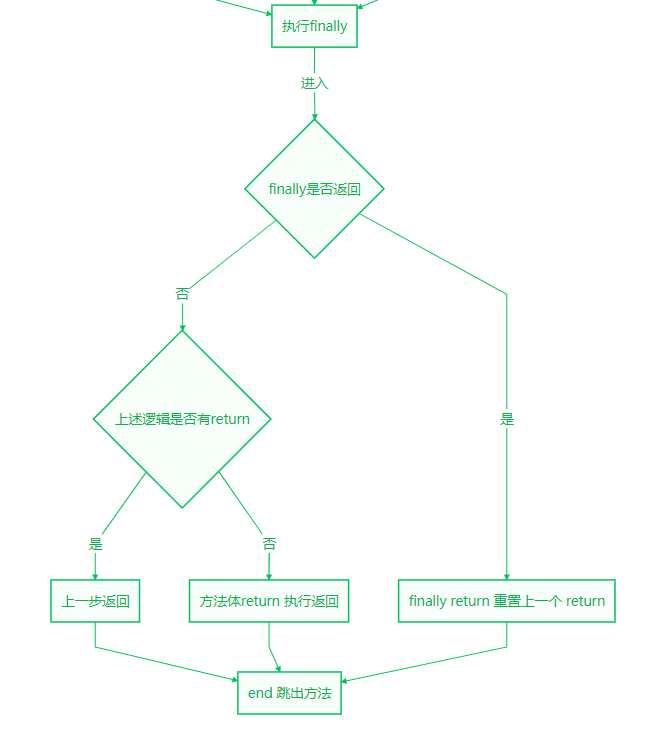 执行finally
进入
finally是否返回
否
上述逻辑是否有return
是
是
否
上一步返回
方法体return 执行返回
finally return 重置上一个 return
end 跳出方法